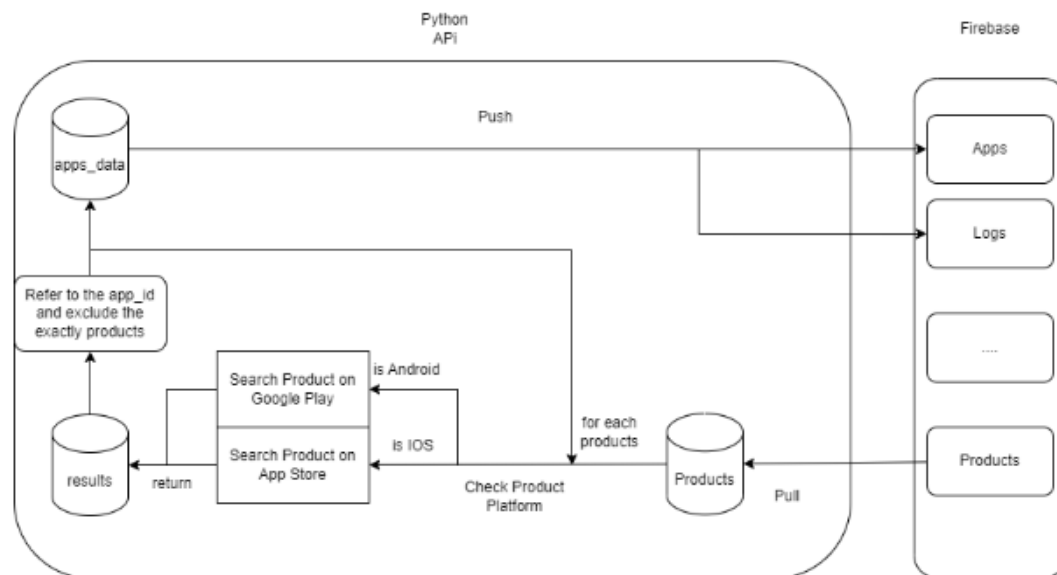 Python
APi
Firebase
Push
apps_data
Apps
Logs
Refer to the app_id
and exclude the
exactly products
....
Search Product on
Google Play
is Android
Search Product on
App Store
is IOS
for each
products
results
return
Check Product
Platform
Products
Pull
Products